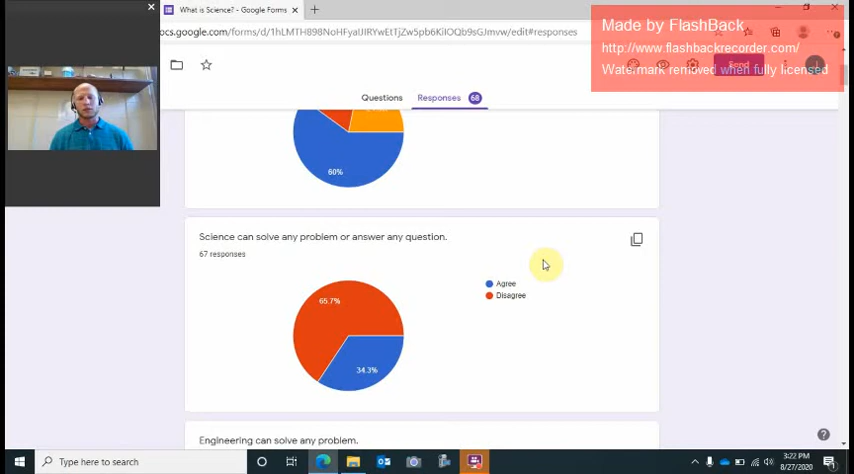 What is Science? - Google Forms
ocs.google.com/forms/d/1hLMTH898NoHFyalJIRYwEtTjZw5pb6KiIOQb9sGJmvw/edit#responses
Made by FlashBack
http://www.flashbackrecorder.com/
Watermark removed when fully licensed
Send
Questions
Responses 68
60%
Science can solve any problem or answer any question.
67 responses
Agree
Disagree
65.7%
34.3%
Engineering can solve any problem.
Type here to search
3:22 PM
8/27/2020